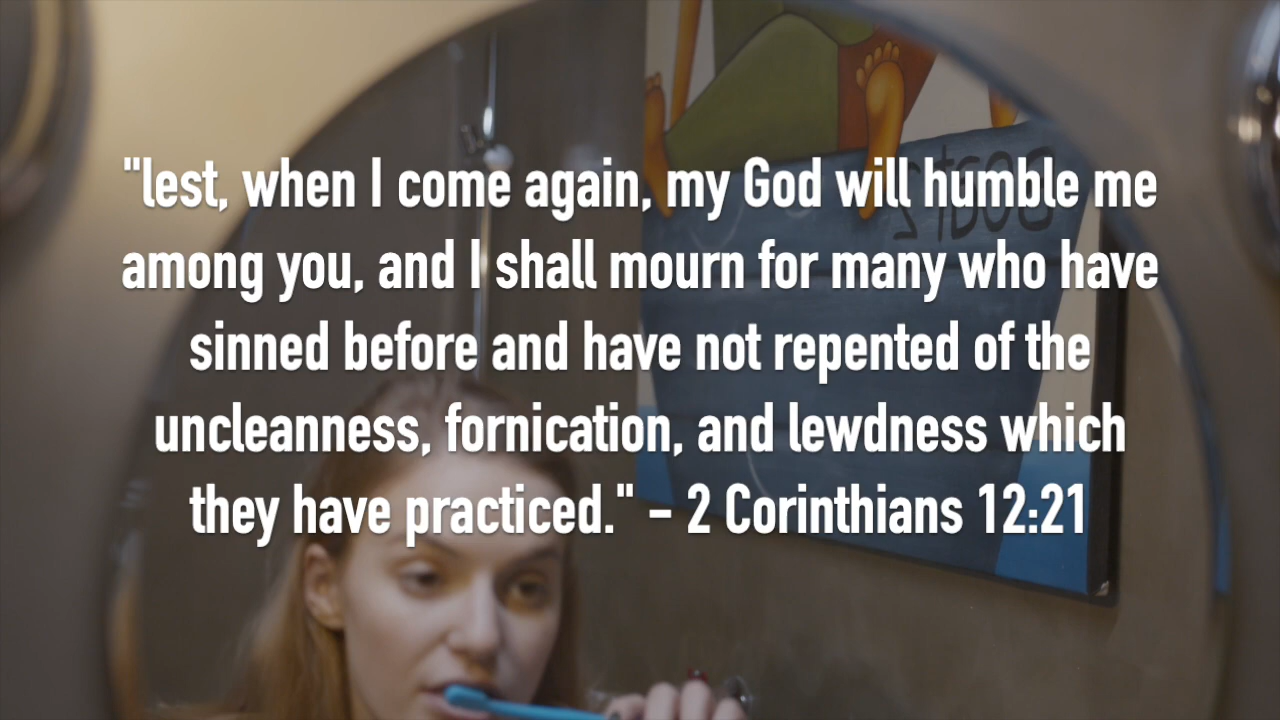 "lest, when I come again, my God will humble me
among you, and I shall mourn for many who have
sinned before and have not repented of the
uncleanness, fornication, and lewdness which
they have practiced." - 2 Corinthians 12:21